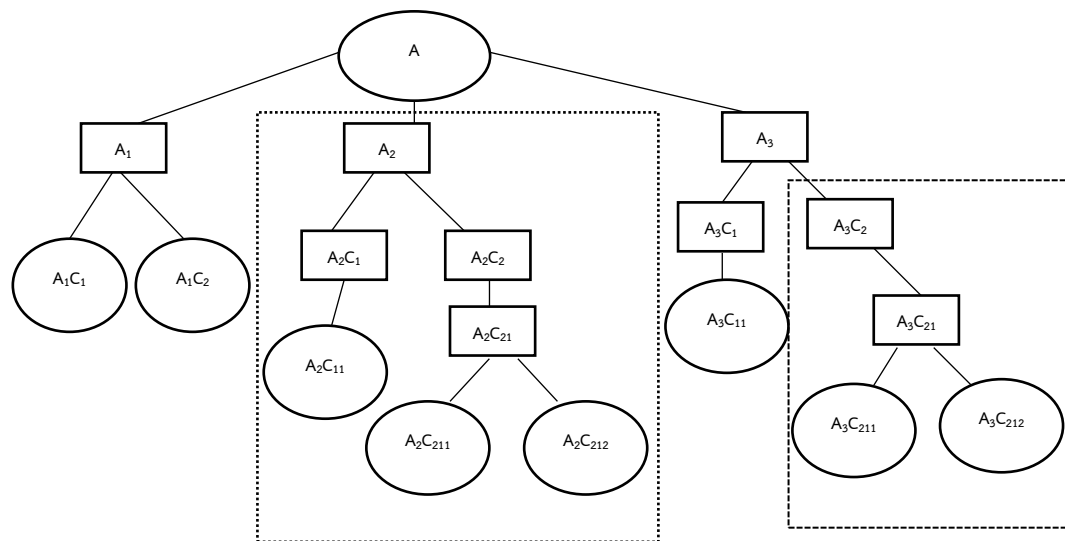 A
A₁
A₂
A₃
A₁C₁
A₁C₂
A₂C₁
A₂C₂
A₃C₁
A₃C₂
A₂C₁₁
A₂C₂₁
A₃C₁₁
A₃C₂₁
A₂C₂₁₁
A₂C₂₁₂
A₃C₂₁₁
A₃C₂₁₂